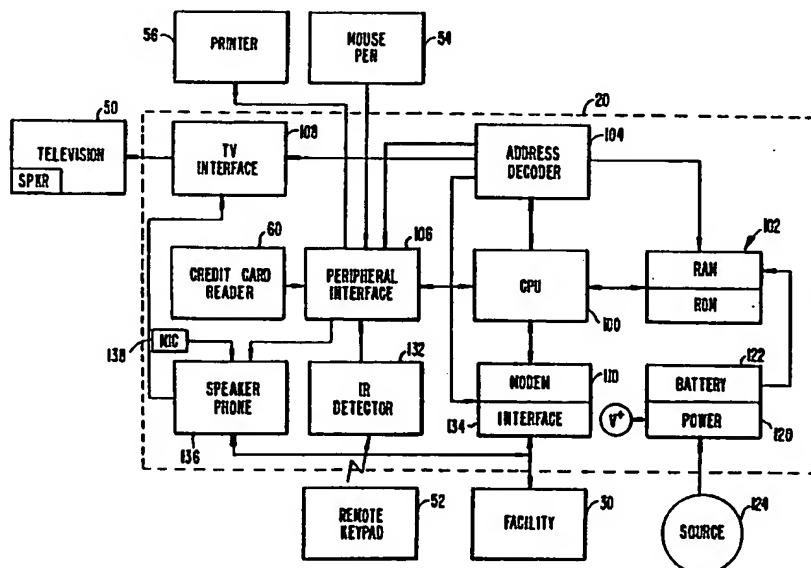 56
PRINTER
MOUSE
PEN
54
50
TELEVISION
SPKR
108
TV
INTERFACE
20
ADDRESS
DECODER
104
60
CREDIT CARD
READER
106
PERIPHERAL
INTERFACE
CPU
100
102
RAM
ROM
138
MIC
SPEAKER
PHONE
136
132
IR
DETECTOR
MODEM
110
134
INTERFACE
122
BATTERY
V+
POWER
120
REMOTE
KEYPAD
52
FACILITY
30
SOURCE
124